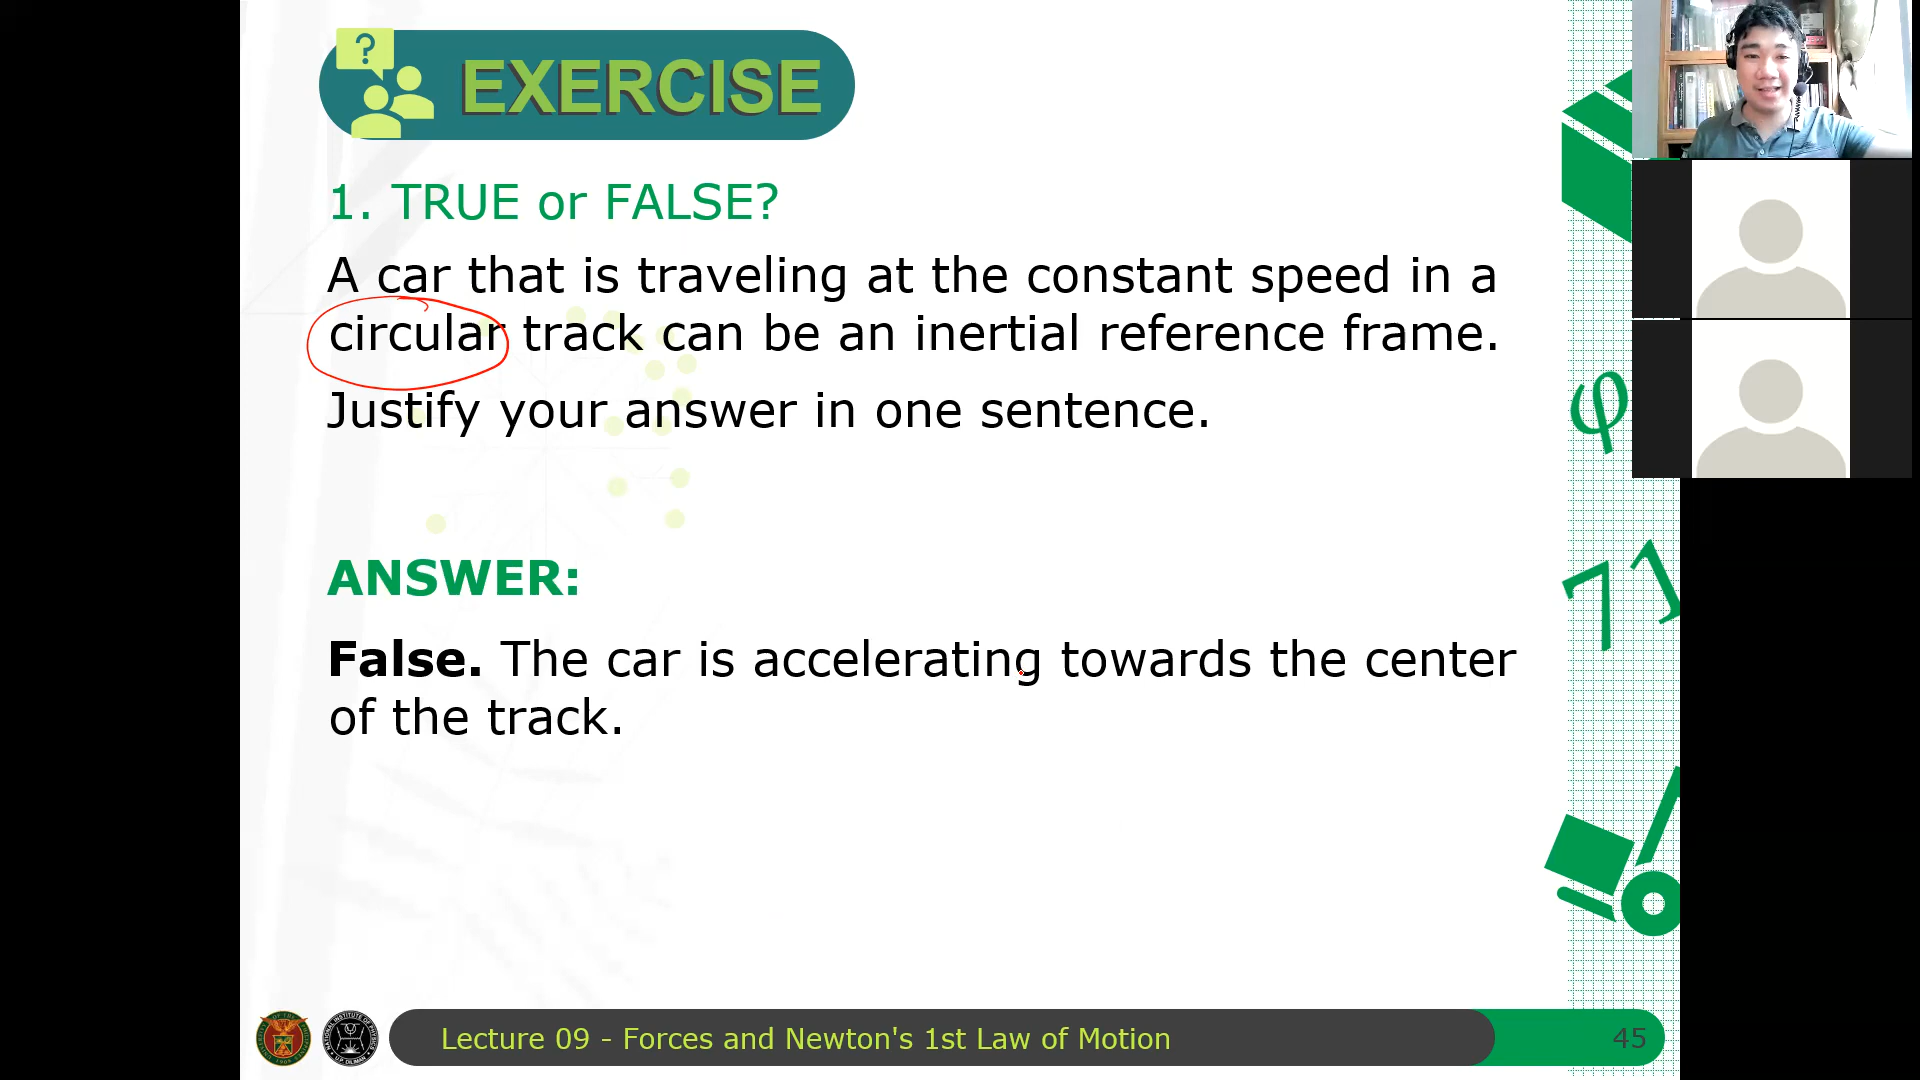 ?
EXERCISE
1. TRUE or FALSE?
A car that is traveling at the constant speed in a
circular track can be an inertial reference frame.
Justify your answer in one sentence.
φ
71
ANSWER:
False. The car is accelerating towards the center
of the track.
Lecture 09 - Forces and Newton's 1st Law of Motion
45